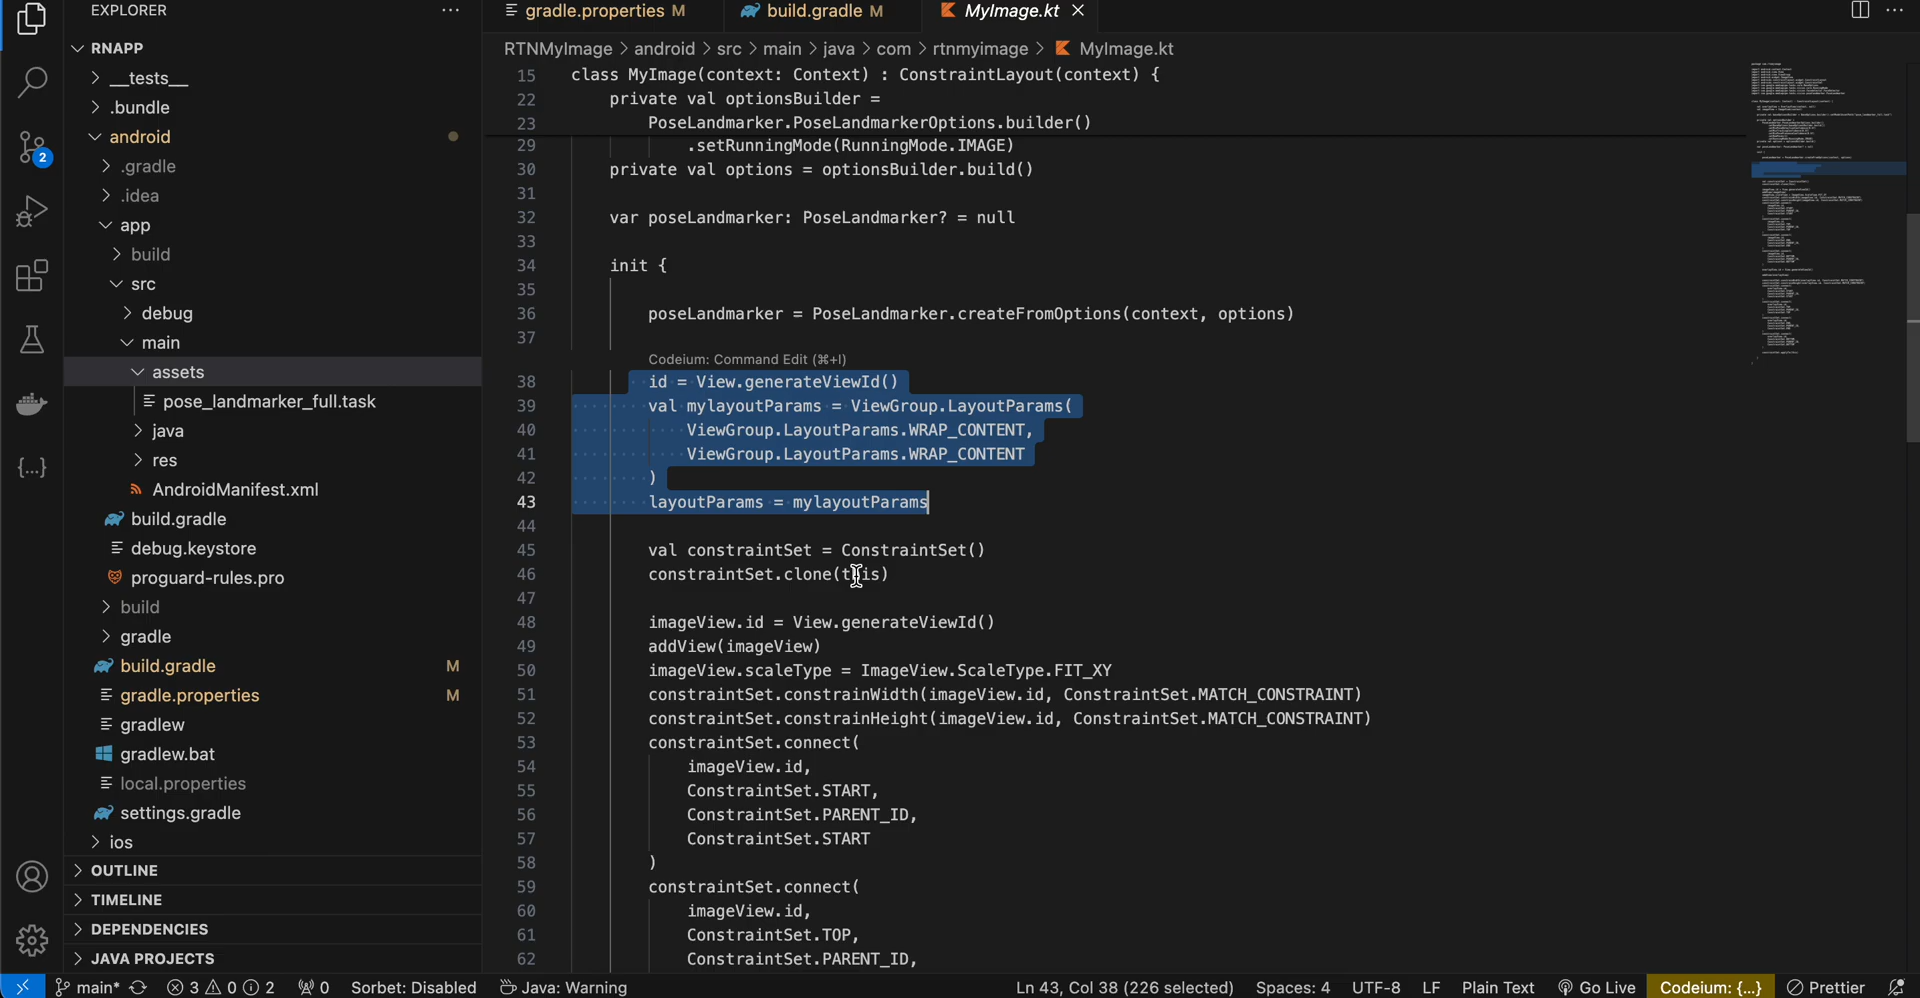 EXPLORER
RNAPP
__tests__
.bundle
android
.gradle
.idea
app
build
src
debug
main
assets
pose_landmarker_full.task
java
res
AndroidManifest.xml
build.gradle
debug.keystore
proguard-rules.pro
build
gradle
build.gradle M
gradle.properties M
gradlew
gradlew.bat
local.properties
settings.gradle
ios
OUTLINE
TIMELINE
DEPENDENCIES
JAVA PROJECTS
2
gradle.properties M build.gradle M MyImage.kt
RTNMyImage > android > src > main > java > com > rtnmyimage > MyImage.kt
15 class MyImage(context: Context) : ConstraintLayout(context) {
22 private val optionsBuilder =
23 PoseLandmarker.PoseLandmarkerOptions.builder()
29 .setRunningMode(RunningMode.IMAGE)
30 private val options = optionsBuilder.build()
31
32 var poseLandmarker: PoseLandmarker? = null
33
34 init {
35
36 poseLandmarker = PoseLandmarker.createFromOptions(context, options)
37
Codeium: Command Edit (⌘+I)
38 id = View.generateViewId()
39 val mylayoutParams = ViewGroup.LayoutParams(
40 ViewGroup.LayoutParams.WRAP_CONTENT,
41 ViewGroup.LayoutParams.WRAP_CONTENT
42 )
43 layoutParams = mylayoutParams
44
45 val constraintSet = ConstraintSet()
46 constraintSet.clone(this)
47
48 imageView.id = View.generateViewId()
49 addView(imageView)
50 imageView.scaleType = ImageView.ScaleType.FIT_XY
51 constraintSet.constrainWidth(imageView.id, ConstraintSet.MATCH_CONSTRAINT)
52 constraintSet.constrainHeight(imageView.id, ConstraintSet.MATCH_CONSTRAINT)
53 constraintSet.connect(
54 imageView.id,
55 ConstraintSet.START,
56 ConstraintSet.PARENT_ID,
57 ConstraintSet.START
58 )
59 constraintSet.connect(
60 imageView.id,
61 ConstraintSet.TOP,
62 ConstraintSet.PARENT_ID,
main* 3 0 2 0 Sorbet: Disabled Java: Warning Ln 43, Col 38 (226 selected) Spaces: 4 UTF-8 LF Plain Text Go Live Codeium: {...} Prettier